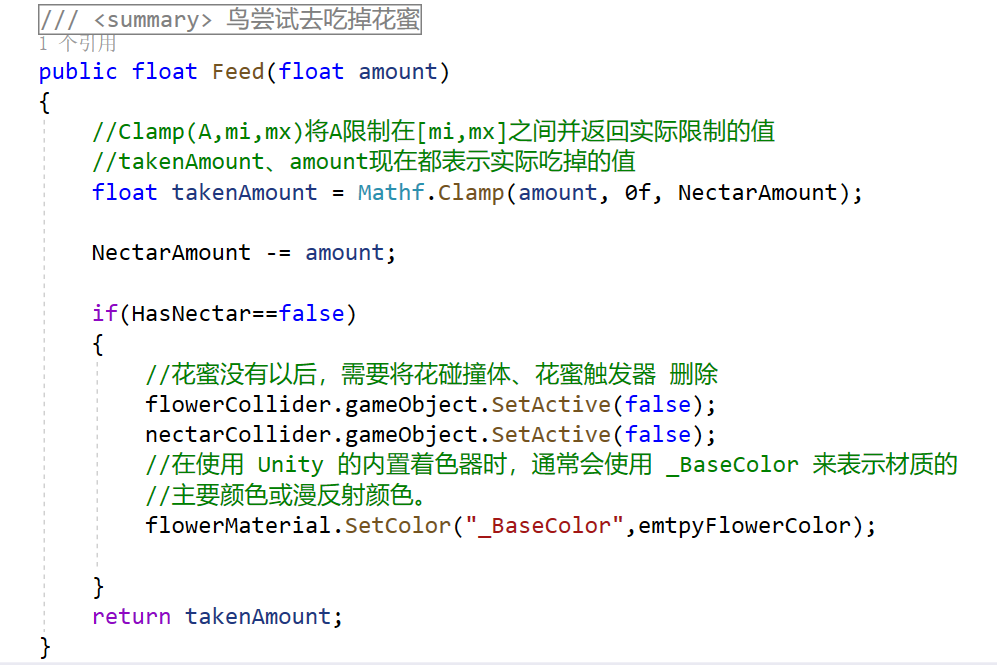 /// <summary> 鸟尝试去吃掉花蜜
1 个引用
public float Feed(float amount)
{
//Clamp(A,mi,mx)将A限制在[mi,mx]之间并返回实际限制的值
//takenAmount、amount现在都表示实际吃掉的值
float takenAmount = Mathf.Clamp(amount, 0f, NectarAmount);
NectarAmount -= amount;
if(HasNectar==false)
{
//花蜜没有以后，需要将花碰撞体、花蜜触发器 删除
flowerCollider.gameObject.SetActive(false);
nectarCollider.gameObject.SetActive(false);
//在使用 Unity 的内置着色器时，通常会使用 _BaseColor 来表示材质的
//主要颜色或漫反射颜色。
flowerMaterial.SetColor("_BaseColor",emtpyFlowerColor);
}
return takenAmount;
}